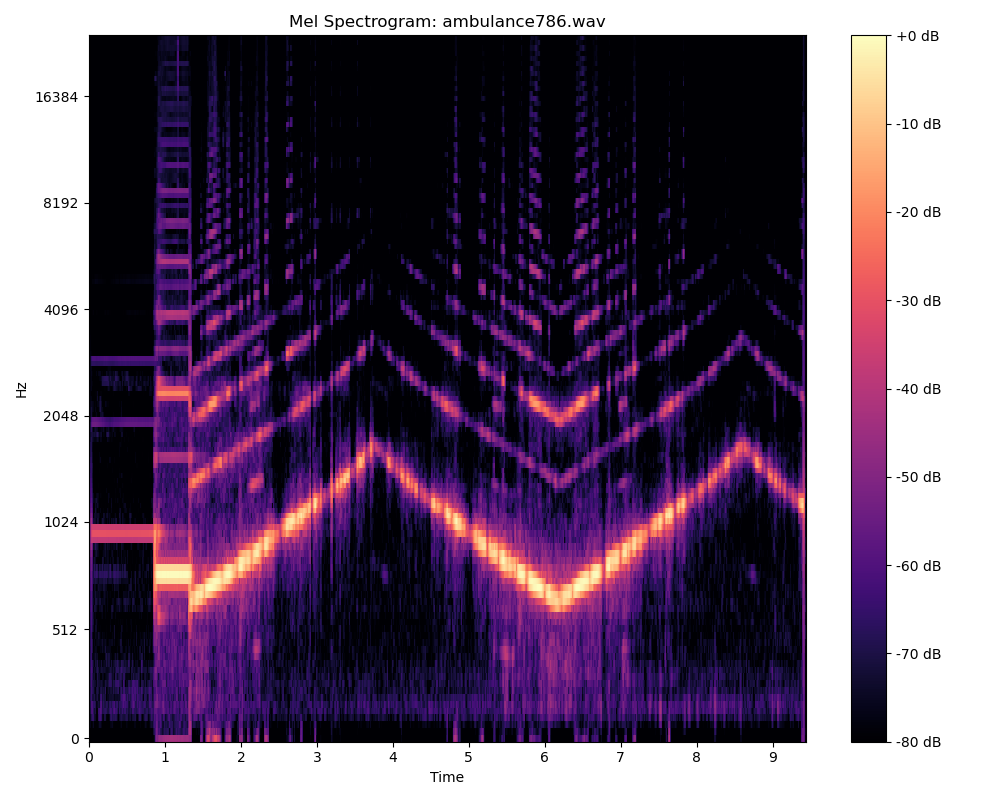 Mel Spectrogram: ambulance786.wav
+0 dB
-10 dB
-20 dB
-30 dB
-40 dB
-50 dB
-60 dB
-70 dB
-80 dB
Hz
16384
8192
4096
2048
1024
512
0
0 1 2 3 4 5 6 7 8 9
Time